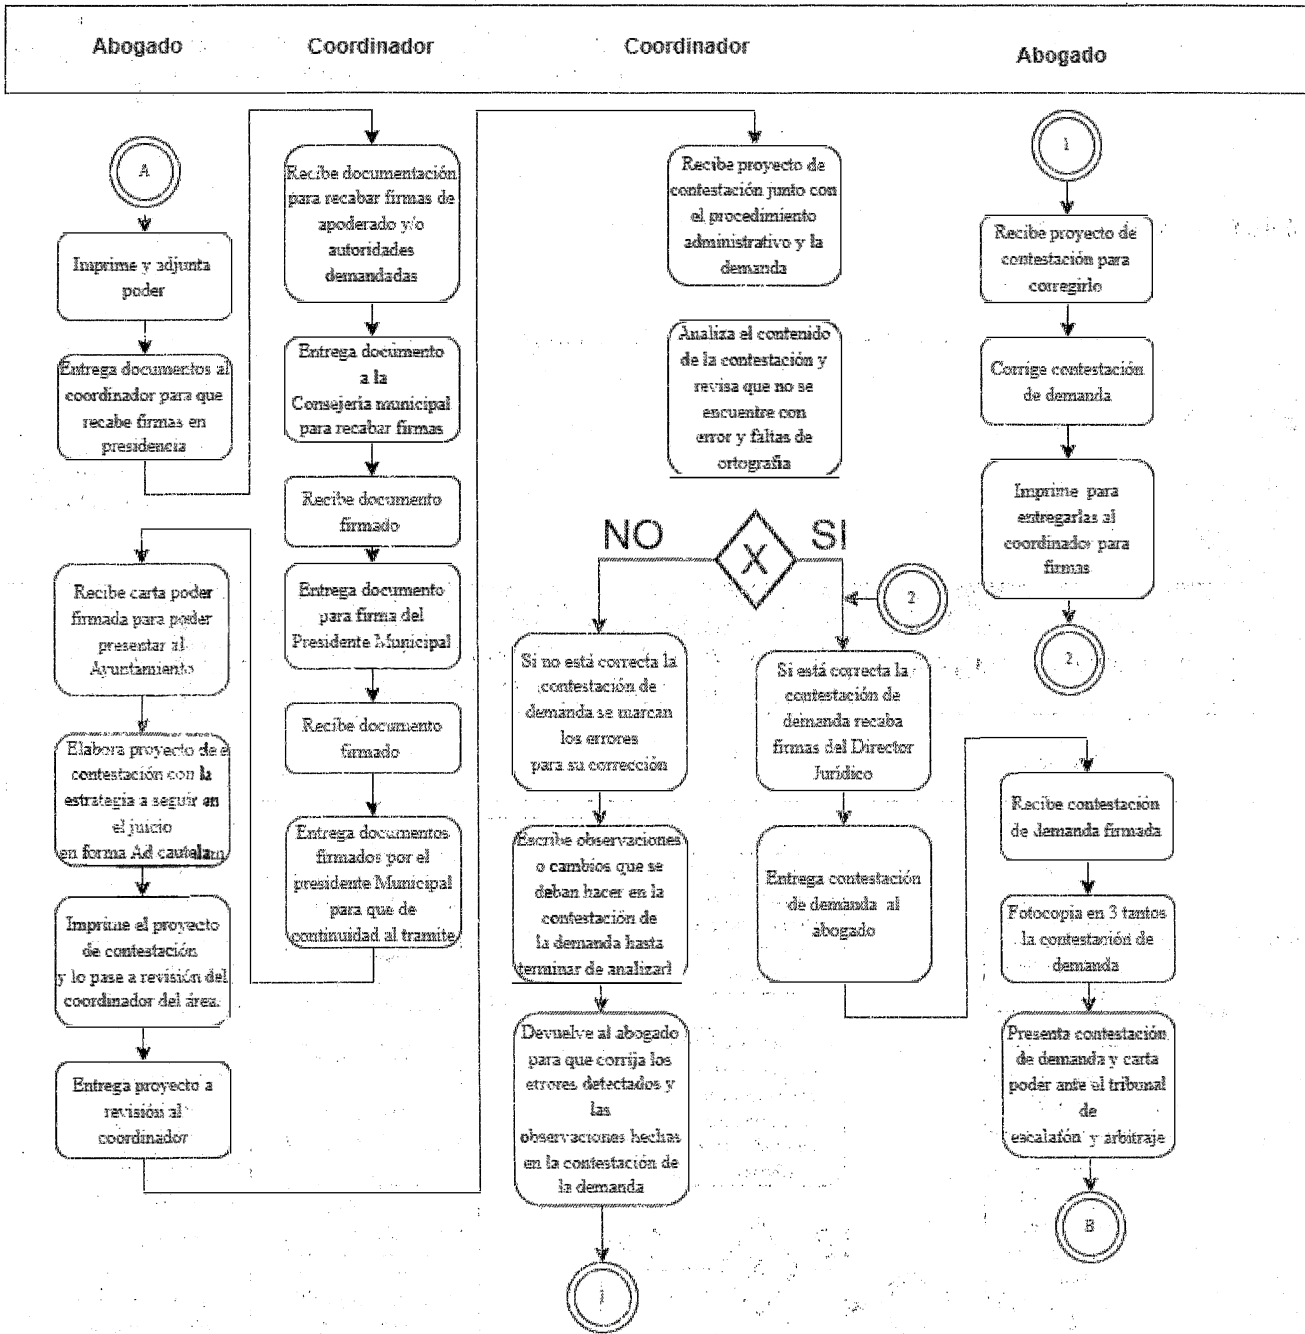 Abogado
Coordinador
Coordinador
Abogado
A
Imprime y adjunta
poder
Entrega documentos al
coordinador para que
recabe firmas en
presidencia
Recibe carta poder
firmada para poder
presentar al
Ayuntamiento
Elabora proyecto de e
contestación con la
estrategia a seguir en
el juicio
en forma Ad cautelam
Imprime el proyecto
de contestación
y lo pase a revisión del
coordinador del área.
Entrega proyecto a
revisión al
coordinador
Recibe documentación
para recabar firmas de
apoderado y/o
autoridades
demandadas
Entrega documento
a la
Consejeria municipal
para recabar firmas
Recibe documento
firmado
Entrega documento
para firma del
Presidente Municipal
Recibe documento
firmado
Entrega documentos
firmados por el
presidente Municipal
para que de
continuidad al tramite
Recibe proyecto de
contestación junto con
el procedimiento
administrativo y la
demanda
Analiza el contenido
de la contestación y
revisa que no se
encuentre con
error y faltas de
ortografia
NO
X
SI
2
Si no está correcta la
contestación de
demanda se marcan
los errores
para su corrección
Escribe observaciones
o cambios que se
deban hacer en la
contestación de
la demanda hasta
terminar de analizarl
Devuelve al abogado
para que corrija los
errores detectados y
las
observaciones hechas
en la contestación de
la demanda
1
Si está correcta la
contestación de
demanda recaba
firmas del Director
Jurídico
Entrega contestación
de demanda al
abogado
1
Recibe proyecto de
contestación para
corregirlo
Corrige contestación
de demanda
Imprime para
entregarlas al
coordinador para
firmas
2
Recibe contestación
de demanda firmada
Fotocopia en 3 tantos
la contestación de
demanda
Presenta contestación
de demanda y carta
poder ante el tribunal
de
escalafón y arbitraje
B